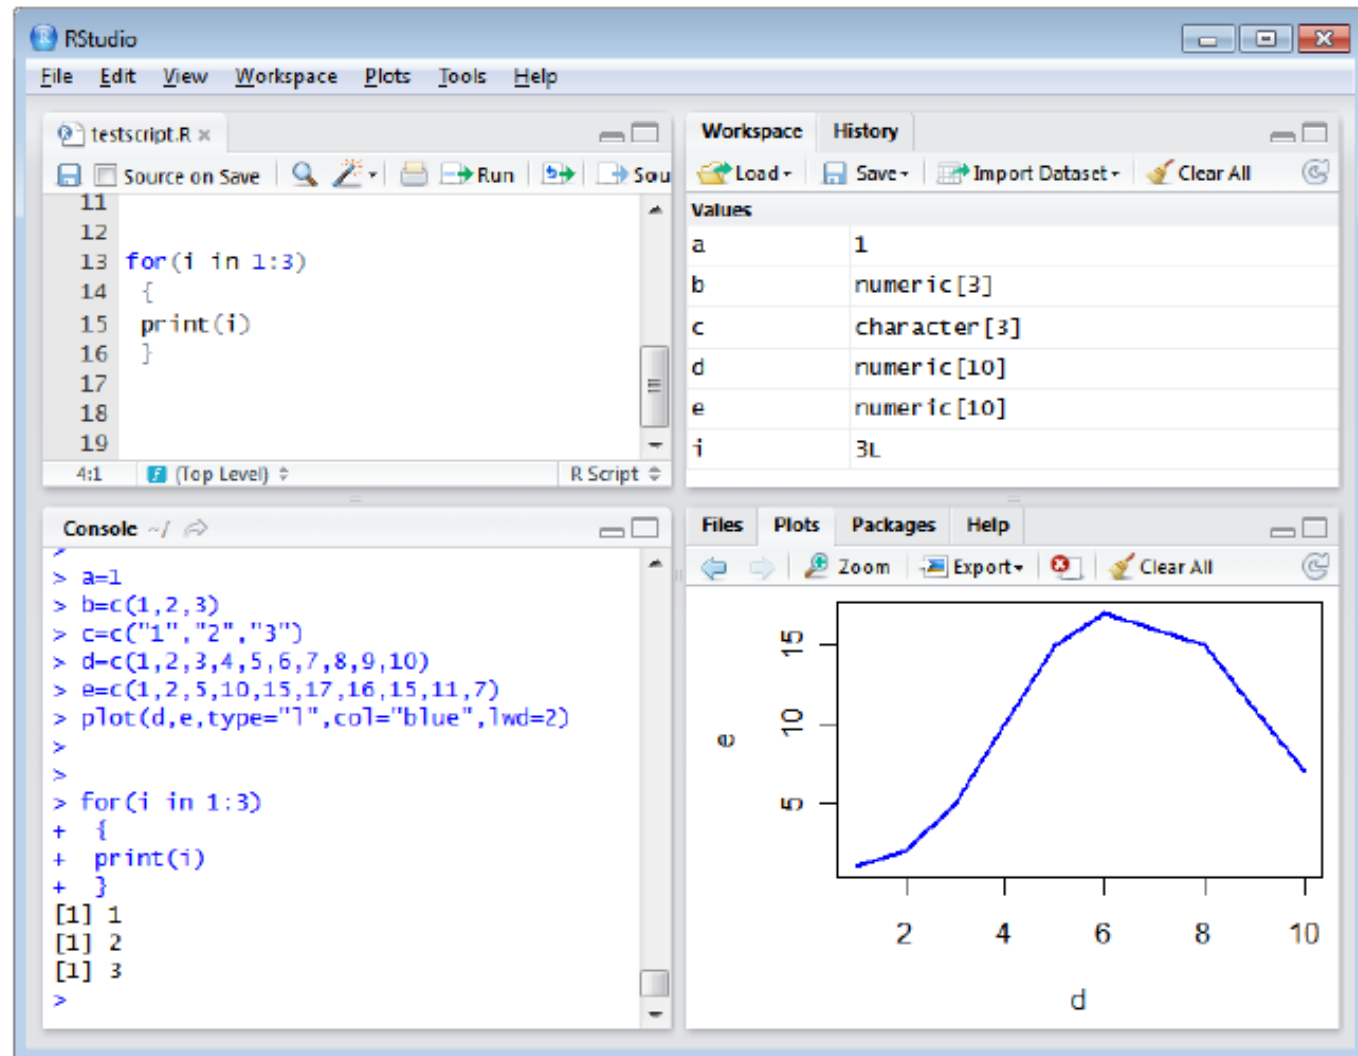 RStudio
File Edit View Workspace Plots Tools Help
testscript.R
Source on Save Run Sou
11
12
13 for(i in 1:3)
14 {
15 print(i)
16 }
17
18
19
4:1 (Top Level) R Script
Workspace History
Load Save Import Dataset Clear All
Values
a 1
b numeric[3]
c character[3]
d numeric[10]
e numeric[10]
i 3L
Console ~/
>
> a=1
> b=c(1,2,3)
> c=c("1","2","3")
> d=c(1,2,3,4,5,6,7,8,9,10)
> e=c(1,2,5,10,15,17,16,15,11,7)
> plot(d,e,type="l",col="blue",lwd=2)
>
>
> for(i in 1:3)
+ {
+ print(i)
+ }
[1] 1
[1] 2
[1] 3
>
Files Plots Packages Help
Zoom Export Clear All
15
10
5
e
2 4 6 8 10
d